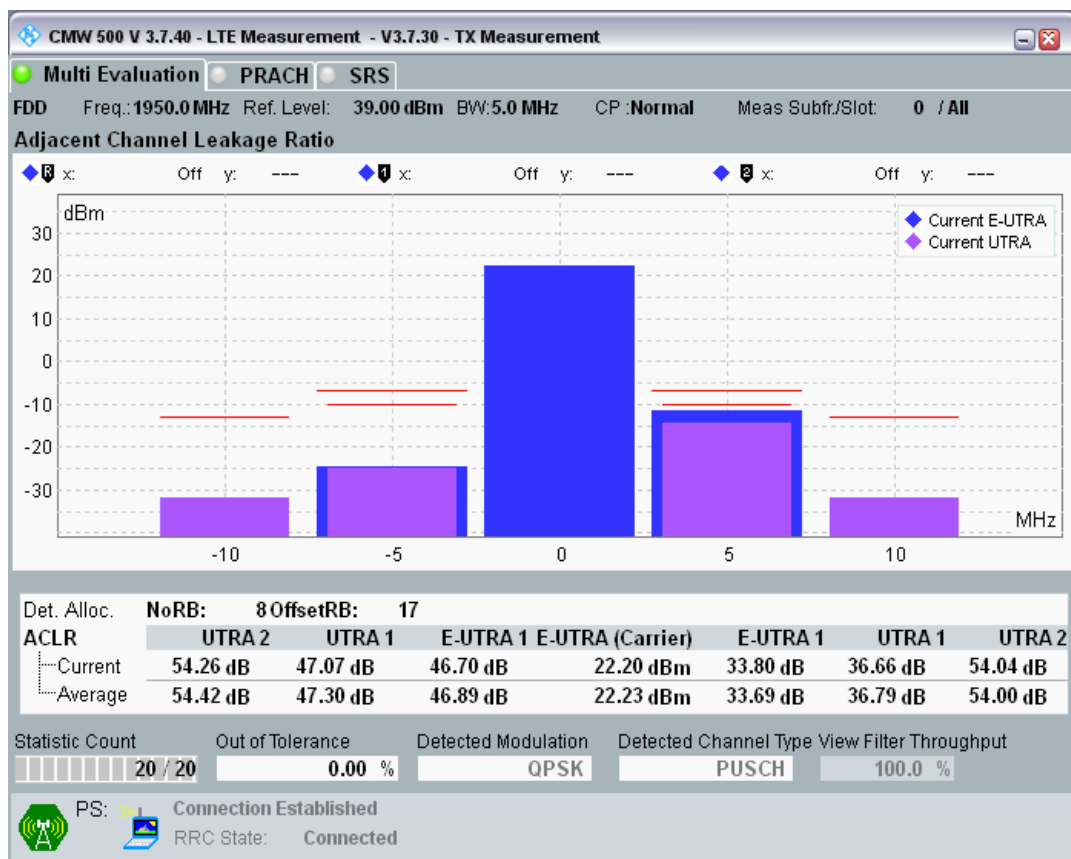 CMW 500 V 3.7.40 - LTE Measurement - V3.7.30 - TX Measurement
Multi Evaluation PRACH SRS
FDD Freq.: 1950.0 MHz Ref. Level: 39.00 dBm BW: 5.0 MHz CP :Normal Meas Subfr./Slot: 0 / All
Adjacent Channel Leakage Ratio
R x: Off y: --- 1 x: Off y: --- 2 x: Off y: ---
dBm
Current E-UTRA
Current UTRA
30
20
10
0
-10
-20
-30
MHz
-10 -5 0 5 10
Det. Alloc. NoRB: 8 OffsetRB: 17
ACLR UTRA 2 UTRA 1 E-UTRA 1 E-UTRA (Carrier) E-UTRA 1 UTRA 1 UTRA 2
Current 54.26 dB 47.07 dB 46.70 dB 22.20 dBm 33.80 dB 36.66 dB 54.04 dB
Average 54.42 dB 47.30 dB 46.89 dB 22.23 dBm 33.69 dB 36.79 dB 54.00 dB
Statistic Count Out of Tolerance Detected Modulation Detected Channel Type View Filter Throughput
20 / 20 0.00 % QPSK PUSCH 100.0 %
PS: Connection Established
RRC State: Connected